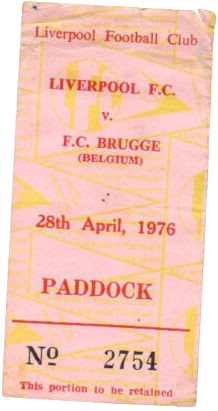 Liverpool Football Club
LIVERPOOL F.C.
v.
F.C. BRUGGE
(BELGIUM)
28th April, 1976
PADDOCK
Nº 2754
This portion to be retained